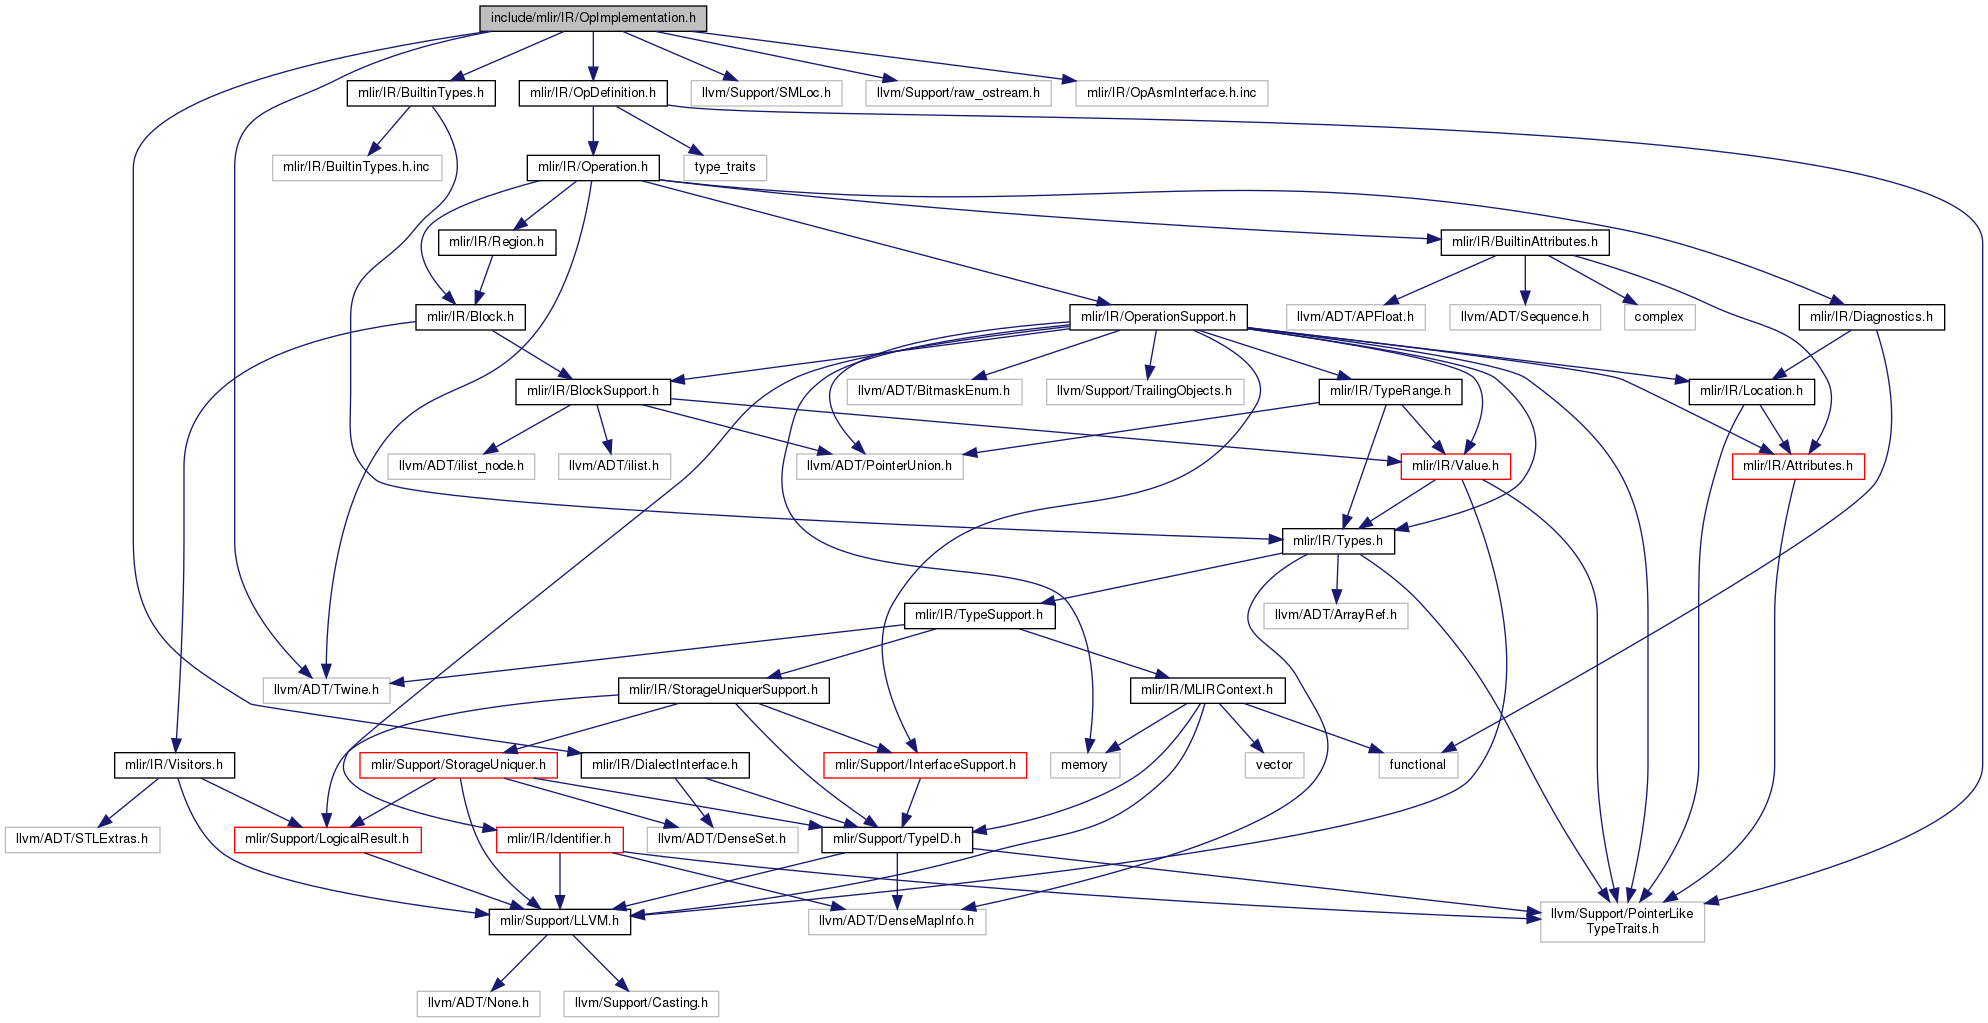 include/mlir/IR/OpImplementation.h
mlir/IR/BuiltinTypes.h
mlir/IR/OpDefinition.h
llvm/Support/SMLoc.h
llvm/Support/raw_ostream.h
mlir/IR/OpAsmInterface.h.inc
mlir/IR/BuiltinTypes.h.inc
mlir/IR/Operation.h
type_traits
mlir/IR/Region.h
mlir/IR/BuiltinAttributes.h
mlir/IR/Block.h
mlir/IR/OperationSupport.h
llvm/ADT/APFloat.h
llvm/ADT/Sequence.h
complex
mlir/IR/Diagnostics.h
mlir/IR/BlockSupport.h
llvm/ADT/BitmaskEnum.h
llvm/Support/TrailingObjects.h
mlir/IR/TypeRange.h
mlir/IR/Location.h
llvm/ADT/ilist_node.h
llvm/ADT/ilist.h
llvm/ADT/PointerUnion.h
mlir/IR/Value.h
mlir/IR/Attributes.h
mlir/IR/Types.h
mlir/IR/TypeSupport.h
llvm/ADT/ArrayRef.h
llvm/ADT/Twine.h
mlir/IR/StorageUniquerSupport.h
mlir/IR/MLIRContext.h
mlir/IR/Visitors.h
mlir/Support/StorageUniquer.h
mlir/IR/DialectInterface.h
mlir/Support/InterfaceSupport.h
memory
vector
functional
llvm/ADT/STLExtras.h
mlir/Support/LogicalResult.h
mlir/IR/Identifier.h
llvm/ADT/DenseSet.h
mlir/Support/TypeID.h
mlir/Support/LLVM.h
llvm/ADT/DenseMapInfo.h
llvm/Support/PointerLike
TypeTraits.h
llvm/ADT/None.h
llvm/Support/Casting.h